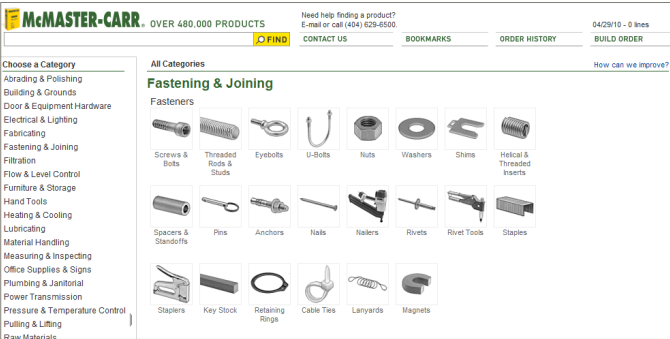 McMASTER-CARR. OVER 480,000 PRODUCTS
Need help finding a product?
E-mail or call (404) 629-6500.
04/29/10 - 0 lines
FIND
CONTACT US
BOOKMARKS
ORDER HISTORY
BUILD ORDER
Choose a Category
Abrading & Polishing
Building & Grounds
Door & Equipment Hardware
Electrical & Lighting
Fabricating
Fastening & Joining
Filtration
Flow & Level Control
Furniture & Storage
Hand Tools
Heating & Cooling
Lubricating
Material Handling
Measuring & Inspecting
Office Supplies & Signs
Plumbing & Janitorial
Power Transmission
Pressure & Temperature Control
Pulling & Lifting
Raw Materials
All Categories
How can we improve?
Fastening & Joining
Fasteners
Screws &
Bolts
Threaded
Rods &
Studs
Eyebolts
U-Bolts
Nuts
Washers
Shims
Helical &
Threaded
Inserts
Spacers &
Standoffs
Pins
Anchors
Nails
Nailers
Rivets
Rivet Tools
Staples
Staplers
Key Stock
Retaining
Rings
Cable Ties
Lanyards
Magnets